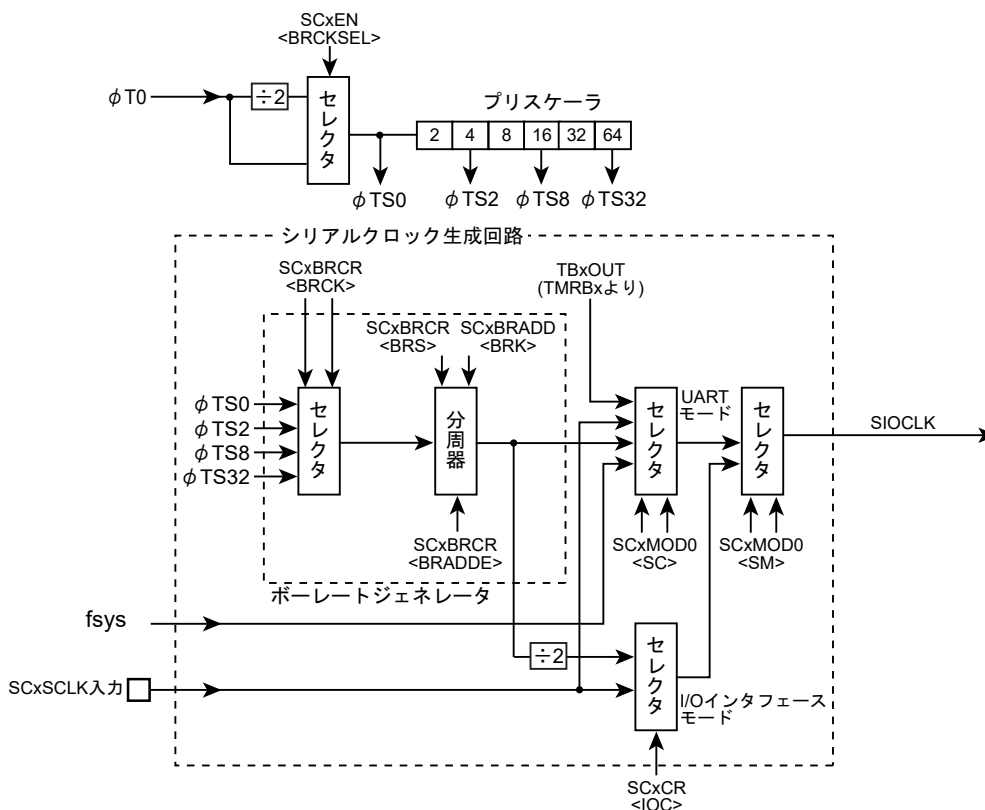 SCxEN
<BRCKSEL>
φT0
÷2
セレクタ
プリスケーラ
2 4 8 16 32 64
φTS0 φTS2 φTS8 φTS32
シリアルクロック生成回路
SCxBRCR
<BRCK>
TBxOUT
(TMRBxより)
SCxBRCR
<BRS>
SCxBRADD
<BRK>
φTS0
φTS2
φTS8
φTS32
セレクタ
分周器
セレクタ
UART
モード
セレクタ
SIOCLK
SCxBRCR
<BRADDE>
SCxMOD0
<SC>
SCxMOD0
<SM>
ボーレートジェネレータ
fsys
÷2
セレクタ
SCxSCLK入力
I/Oインタフェース
モード
SCxCR
<IOC>